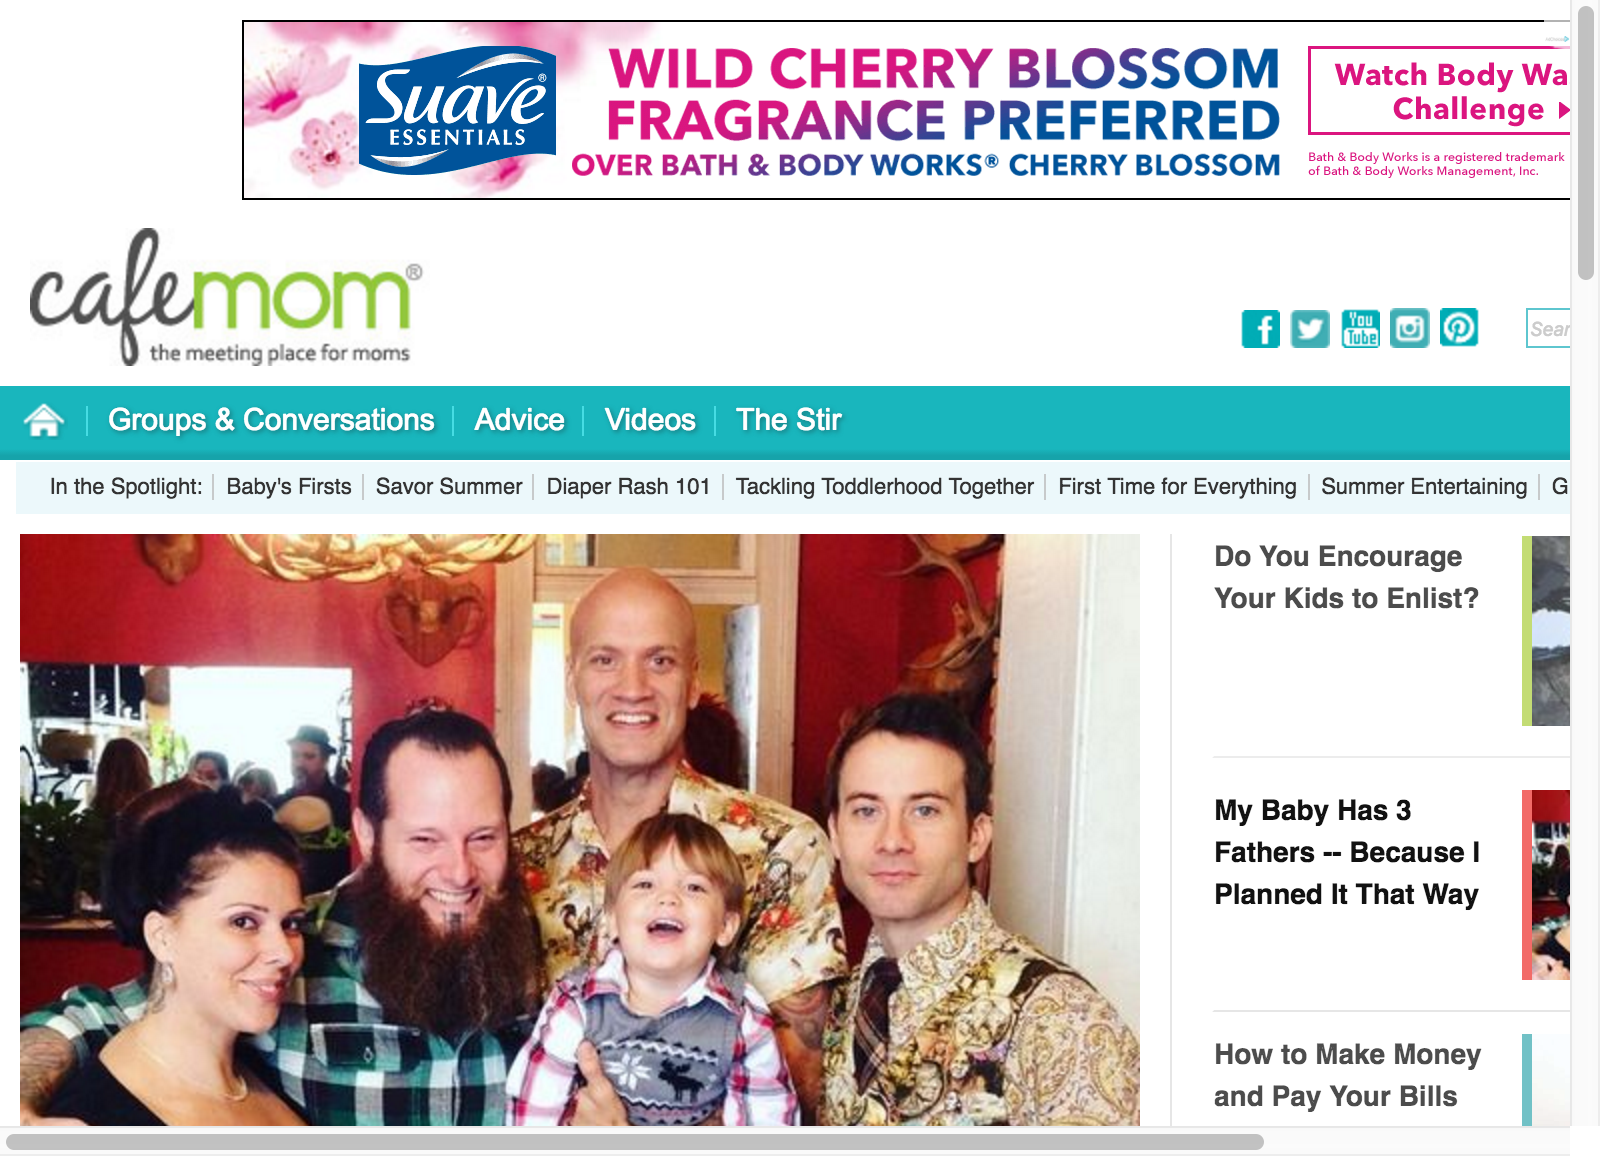 Suave®
ESSENTIALS
WILD CHERRY BLOSSOM
FRAGRANCE PREFERRED
OVER BATH & BODY WORKS® CHERRY BLOSSOM
Watch Body Wa
Challenge
Bath & Body Works is a registered trademark
of Bath & Body Works Management, Inc.
cafemom®
the meeting place for moms
f
You
Tube
Sear
Groups & Conversations
Advice
Videos
The Stir
In the Spotlight:
Baby's Firsts
Savor Summer
Diaper Rash 101
Tackling Toddlerhood Together
First Time for Everything
Summer Entertaining
G
Do You Encourage
Your Kids to Enlist?
My Baby Has 3
Fathers -- Because I
Planned It That Way
How to Make Money
and Pay Your Bills